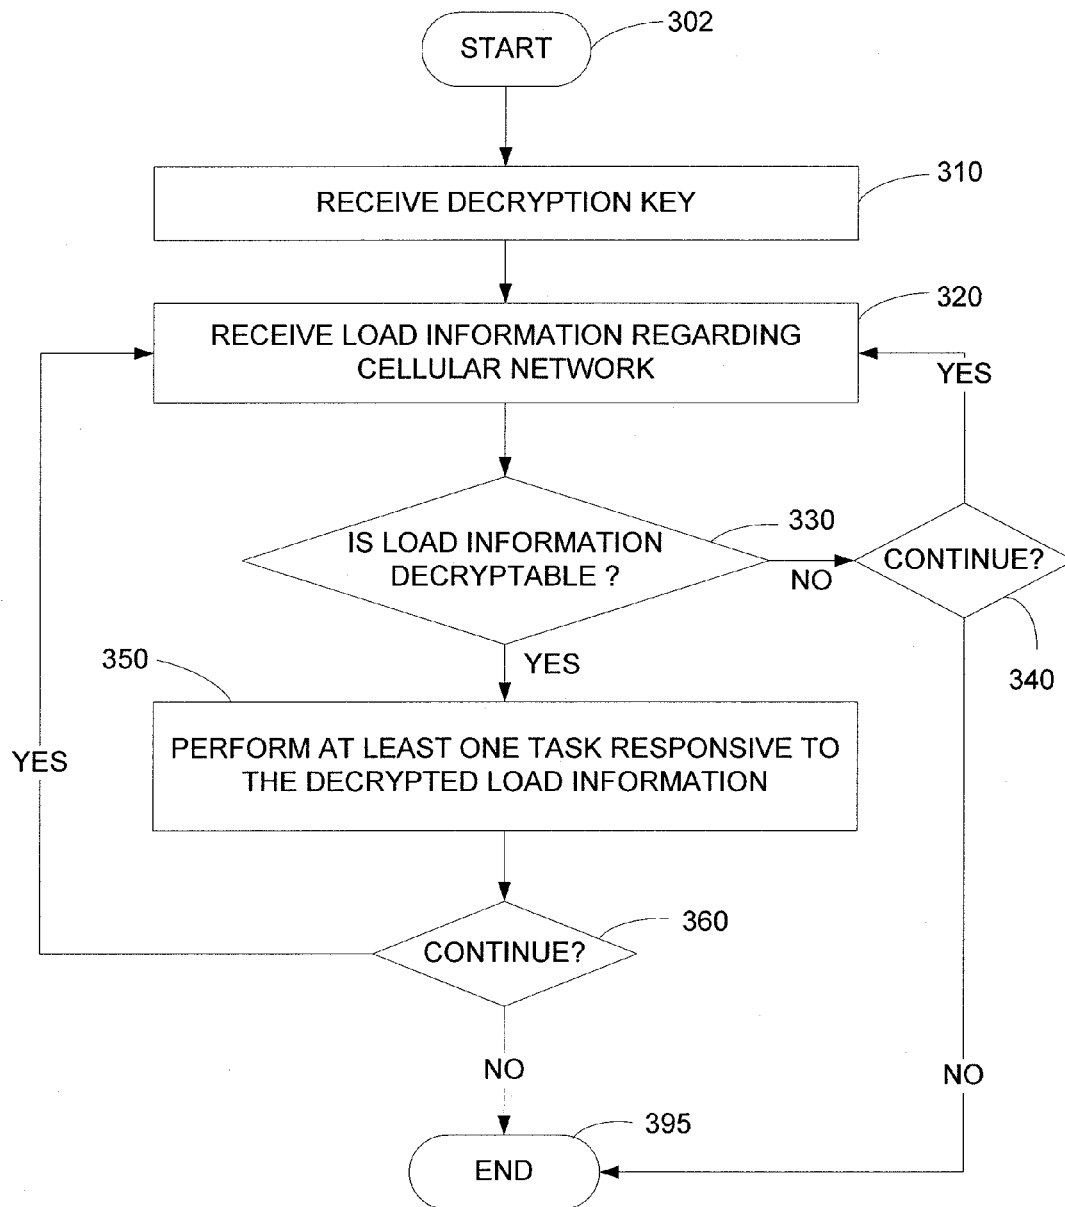 START
302
RECEIVE DECRYPTION KEY
310
RECEIVE LOAD INFORMATION REGARDING
CELLULAR NETWORK
320
YES
IS LOAD INFORMATION
DECRYPTABLE ?
330
NO
CONTINUE?
340
YES
350
PERFORM AT LEAST ONE TASK RESPONSIVE TO
THE DECRYPTED LOAD INFORMATION
YES
CONTINUE?
360
NO
NO
END
395